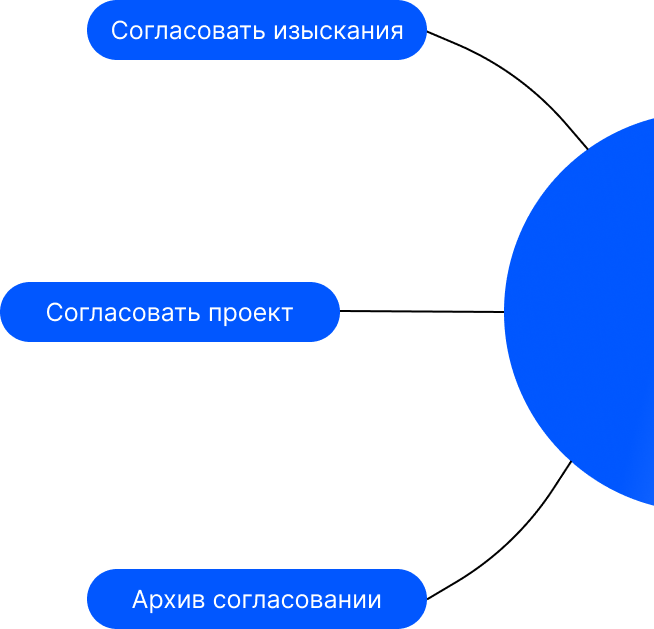 Согласовать изыскания
Согласовать проект
Архив согласовании